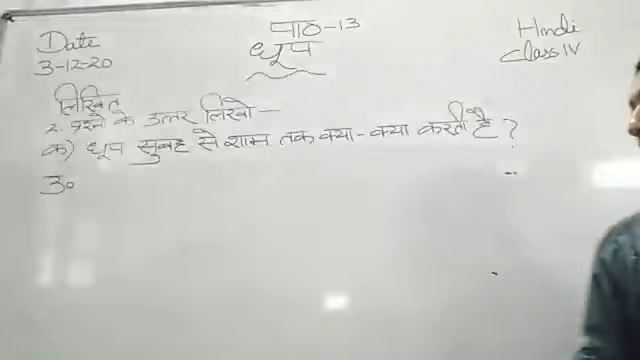 Date
3-12-20
पाठ-13
धूप
Hindi
Class IV
लिखित
2. प्रश्नों के उत्तर लिखो-
क) धूप सुबह से शाम तक क्या-क्या करती है?
उ०